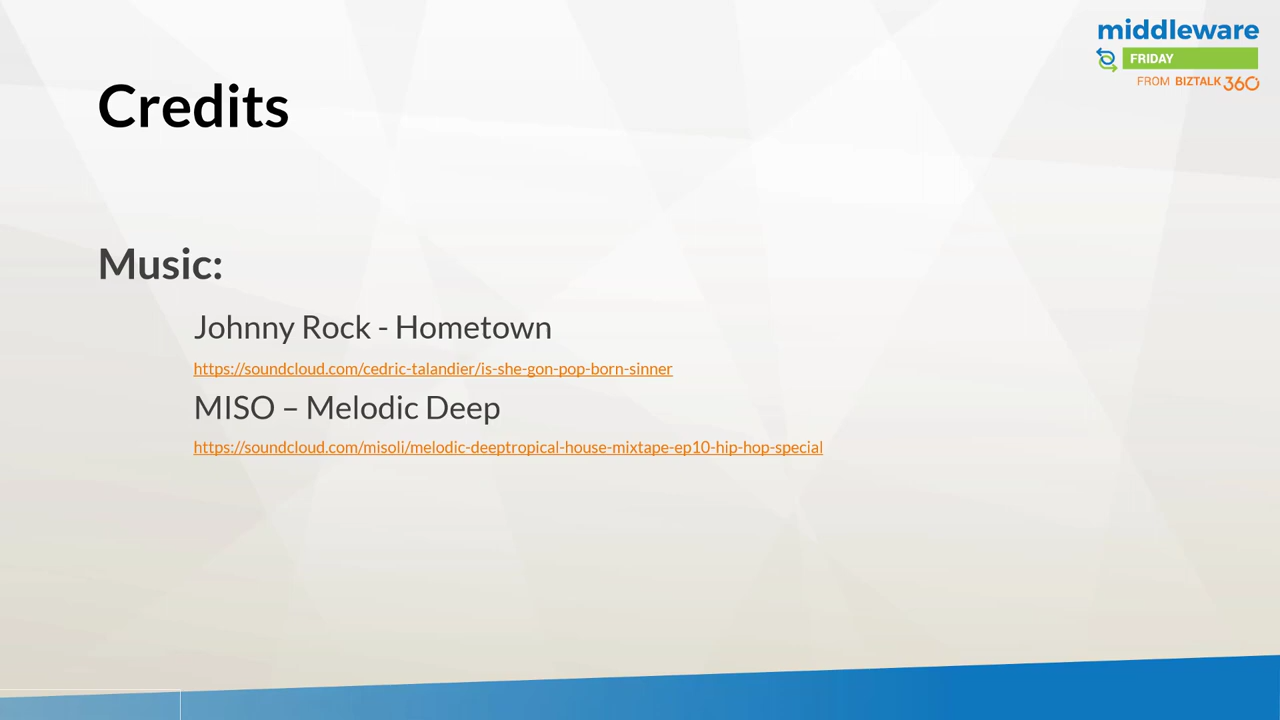 middleware
FRIDAY
FROM BIZTALK 360
Credits
Music:
Johnny Rock - Hometown
https://soundcloud.com/cedric-talandier/is-she-gon-pop-born-sinner
MISO – Melodic Deep
https://soundcloud.com/misoli/melodic-deeptropical-house-mixtape-ep10-hip-hop-special